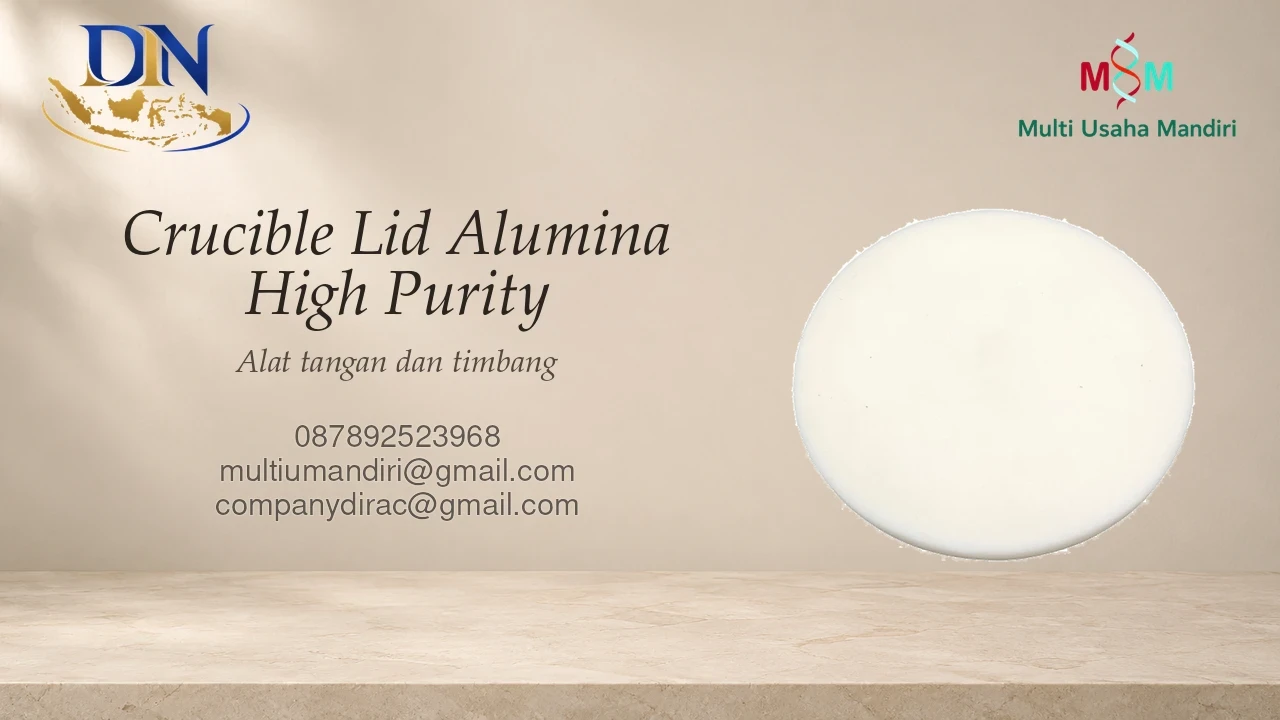 DN
M M
Multi Usaha Mandiri
Crucible Lid Alumina
High Purity
Alat tangan dan timbang
087892523968
multiumandiri@gmail.com
companydirac@gmail.com